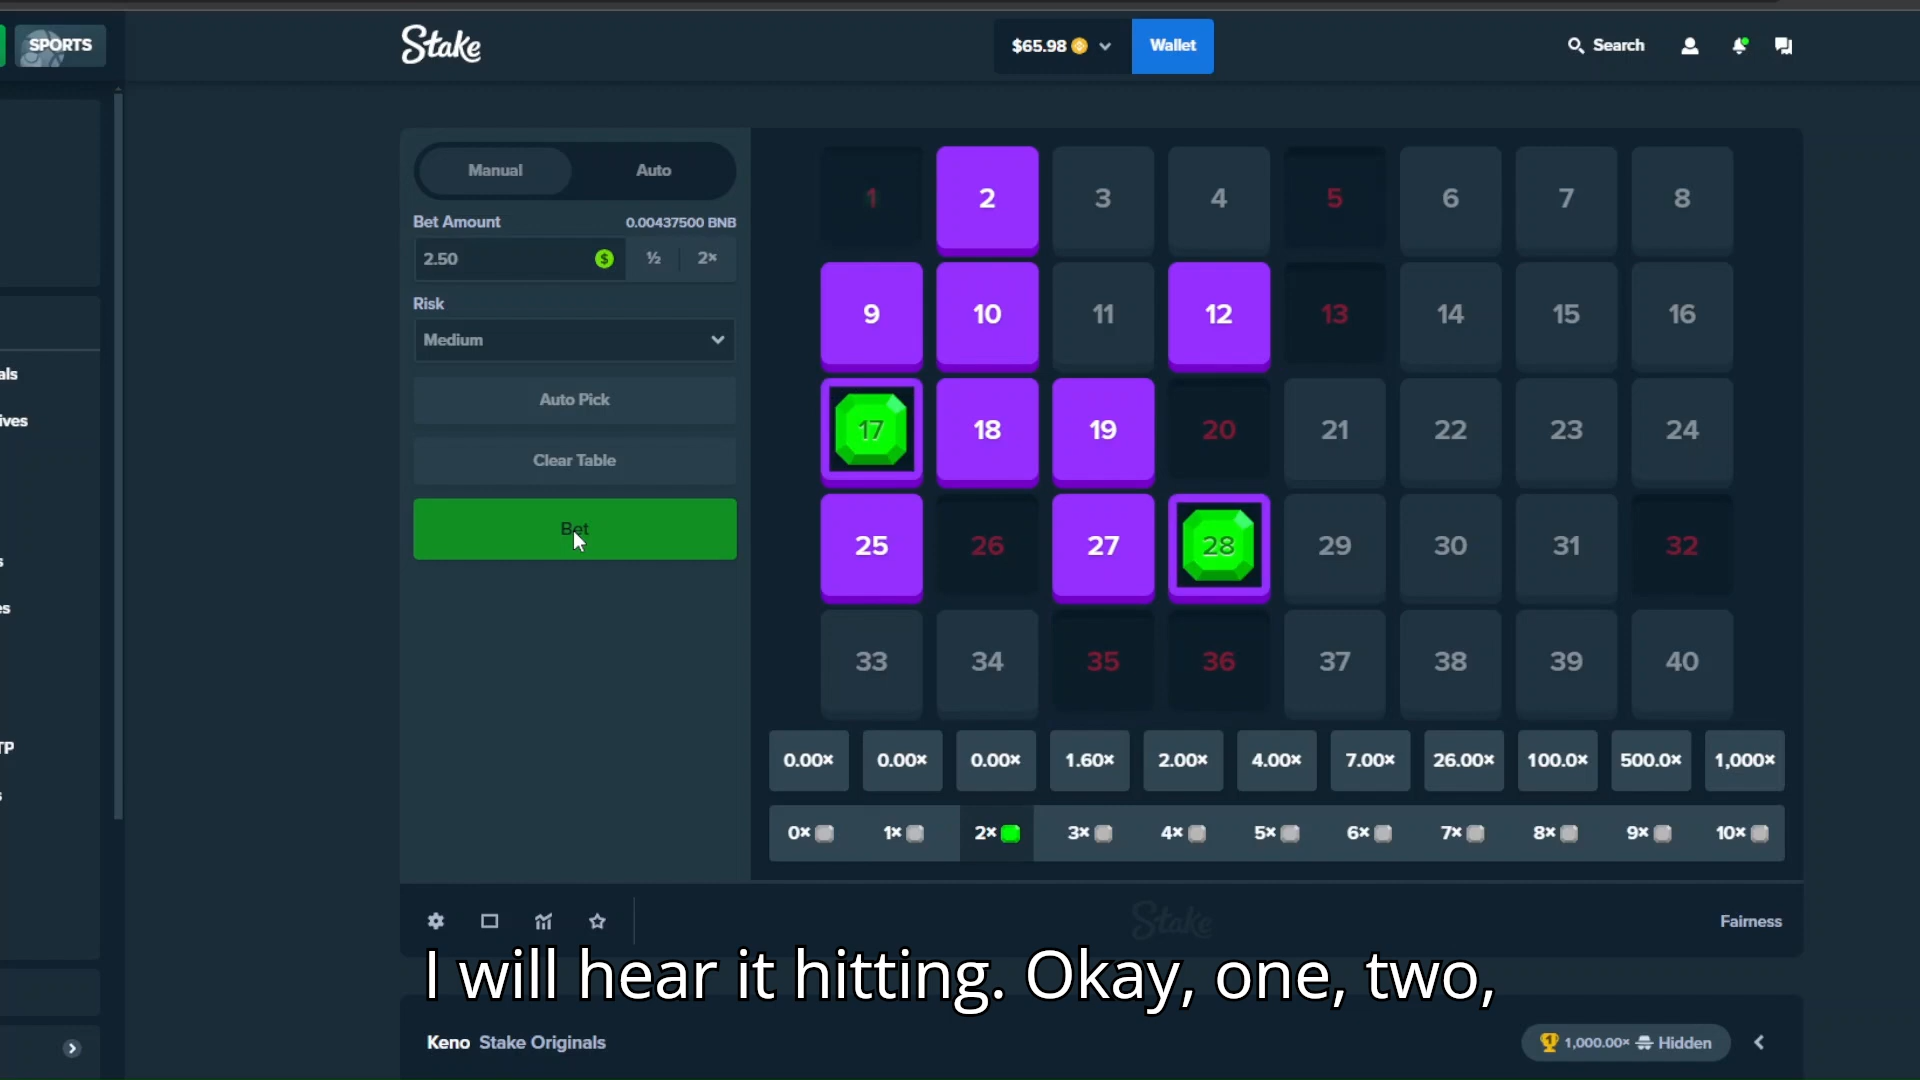 SPORTS
Stake
$65.98
Wallet
Search
Manual
Auto
Bet Amount
0.00437500 BNB
2.50
½
2×
Risk
Medium
Auto Pick
Clear Table
Bet
1 2 3 4 5 6 7 8
9 10 11 12 13 14 15 16
17 18 19 20 21 22 23 24
25 26 27 28 29 30 31 32
33 34 35 36 37 38 39 40
0.00× 0.00× 0.00× 1.60× 2.00× 4.00× 7.00× 26.00× 100.0× 500.0× 1,000×
0× 1× 2× 3× 4× 5× 6× 7× 8× 9× 10×
als
ives
s
es
TP
s
Stake
Fairness
I will hear it hitting. Okay, one, two,
Keno Stake Originals
1,000.00× Hidden